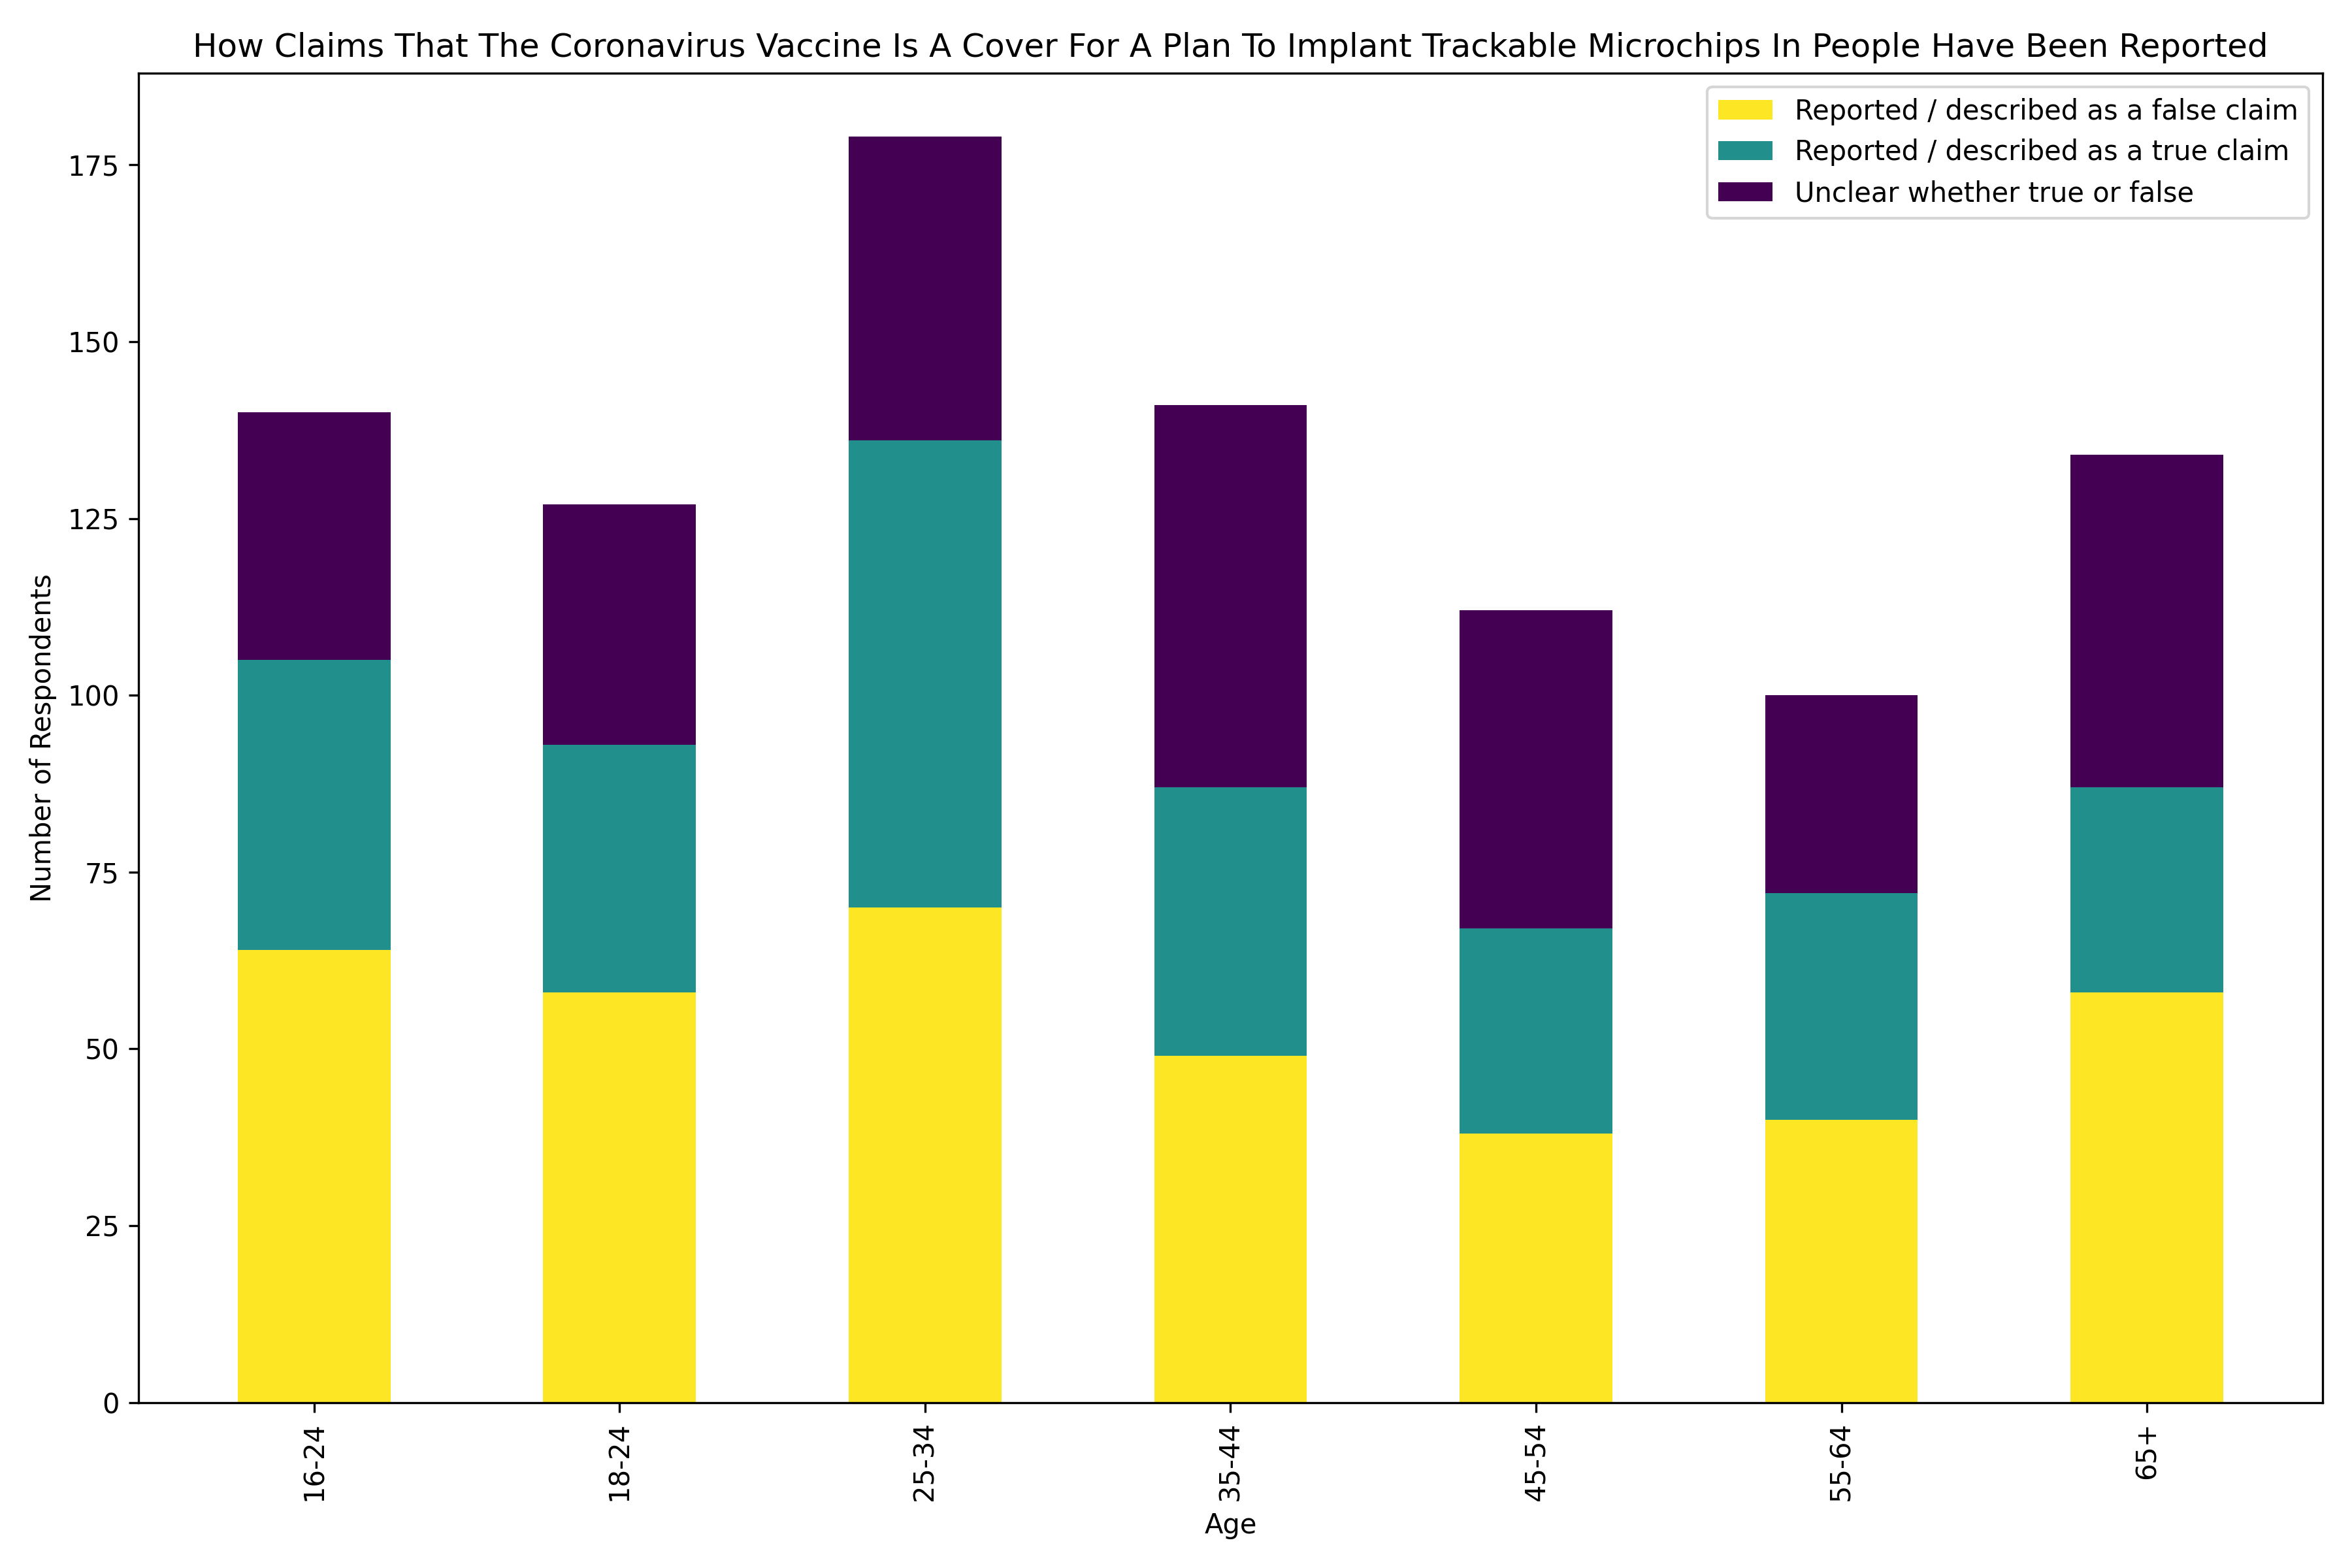 How Claims That The Coronavirus Vaccine Is A Cover For A Plan To Implant Trackable Microchips In People Have Been Reported
Reported / described as a false claim
Reported / described as a true claim
Unclear whether true or false
Number of Respondents
175
150
125
100
75
50
25
0
16-24
18-24
25-34
35-44
45-54
55-64
65+
Age